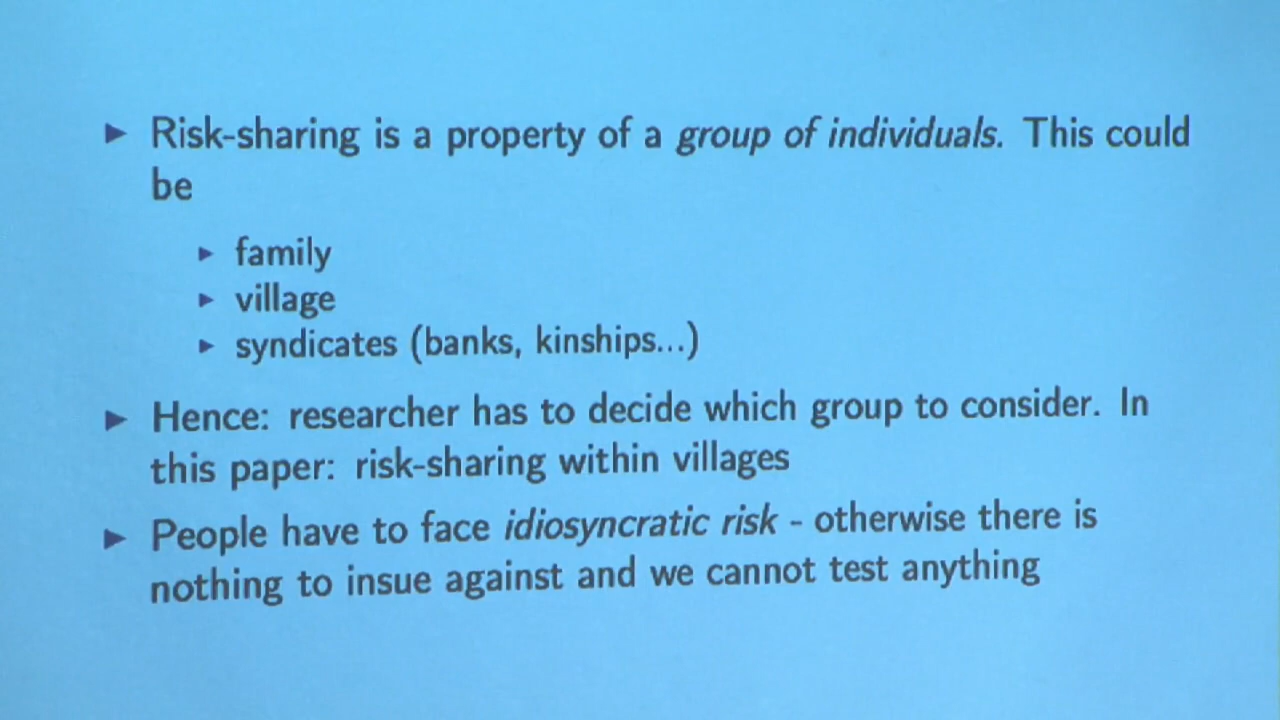 Risk-sharing is a property of a group of individuals. This could
be
family
village
syndicates (banks, kinships...)
Hence: researcher has to decide which group to consider. In
this paper: risk-sharing within villages
People have to face idiosyncratic risk - otherwise there is
nothing to insue against and we cannot test anything